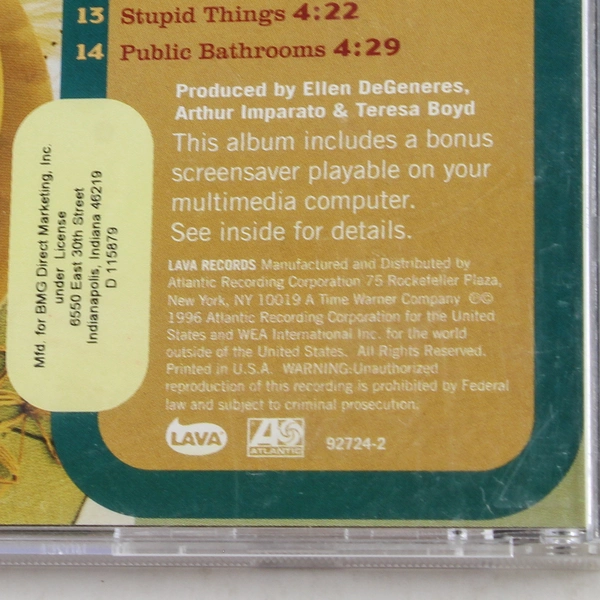 13 Stupid Things 4:22
14 Public Bathrooms 4:29
Produced by Ellen DeGeneres,
Arthur Imparato & Teresa Boyd
This album includes a bonus
screensaver playable on your
multimedia computer.
See inside for details.
LAVA RECORDS Manufactured and Distributed by
Atlantic Recording Corporation 75 Rockefeller Plaza,
New York, NY 10019 A Time Warner Company ℗©
1996 Atlantic Recording Corporation for the United
States and WEA International Inc. for the world
outside of the United States. All Rights Reserved.
Printed in U.S.A. WARNING:Unauthorized
reproduction of this recording is prohibited by Federal
law and subject to criminal prosecution.
LAVA
ATLANTIC
92724-2
Mfd. for BMG Direct Marketing, Inc.
under License
6550 East 30th Street
Indianapolis, Indiana 46219
D 115879